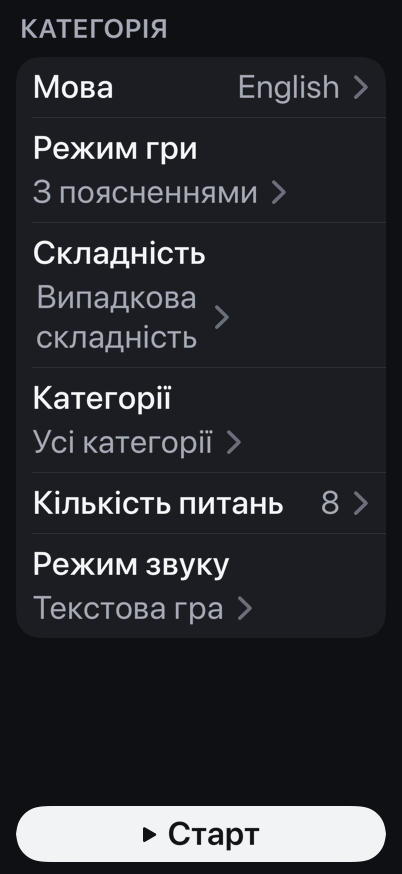 КАТЕГОРІЯ
Мова English
Режим гри
З поясненнями
Складність
Випадкова
складність
Категорії
Усі категорії
Кількість питань 8
Режим звуку
Текстова гра
Старт